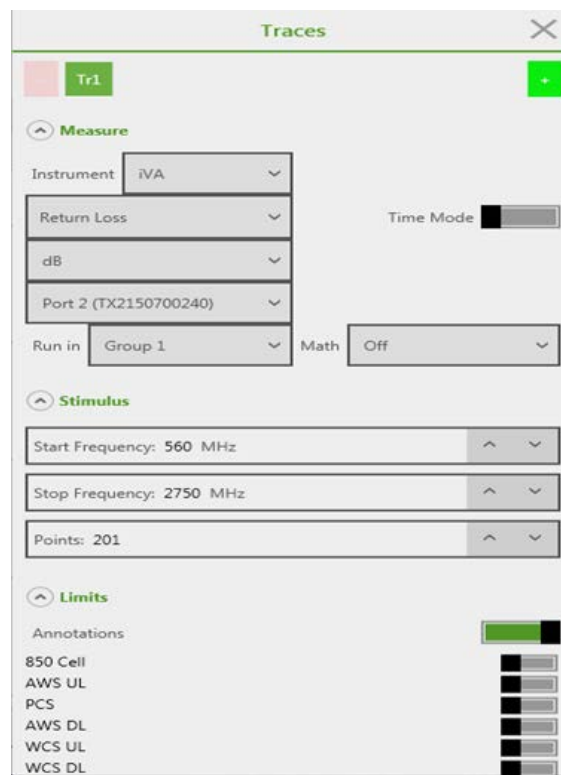 Traces
Tr1 +
Measure
Instrument iVA
Return Loss Time Mode
dB
Port 2 (TX2150700240)
Run in Group 1 Math Off
Stimulus
Start Frequency: 560 MHz
Stop Frequency: 2750 MHz
Points: 201
Limits
Annotations
850 Cell
AWS UL
PCS
AWS DL
WCS UL
WCS DL